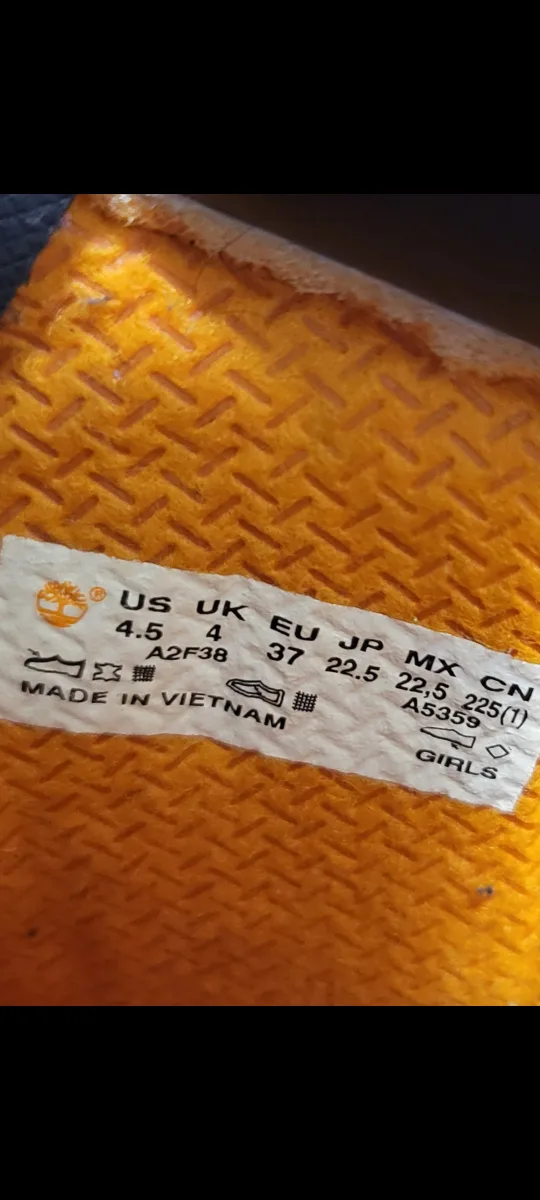 ® US UK EU JP MX CN
4.5 4 37 22.5 22,5 225(1)
A2F38 A5359
MADE IN VIETNAM GIRLS